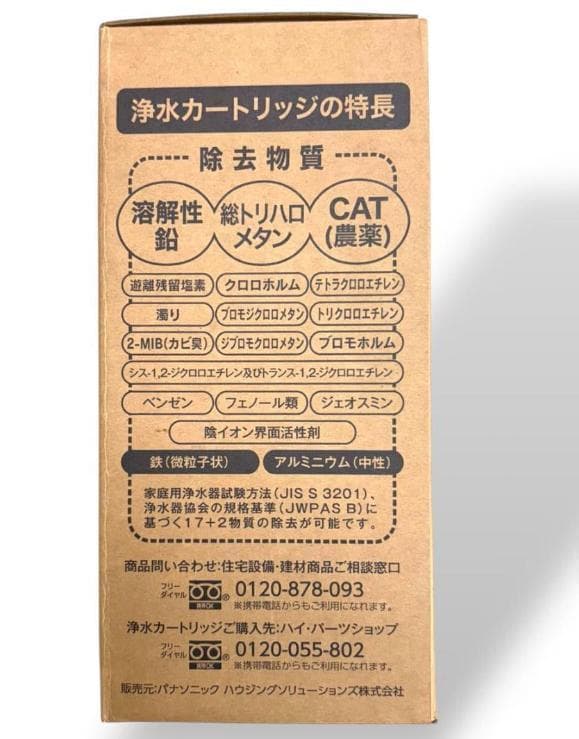 浄水カートリッジの特長
除去物質
溶解性
鉛
総トリハロ
メタン
CAT
(農薬)
遊離残留塩素
クロロホルム
テトラクロロエチレン
濁り
ブロモジクロロメタン
トリクロロエチレン
2-MIB(カビ臭)
ジブロモクロロメタン
ブロモホルム
シス-1,2-ジクロロエチレン及びトランス-1,2-ジクロロエチレン
ベンゼン
フェノール類
ジェオスミン
陰イオン界面活性剤
鉄(微粒子状)
アルミニウム(中性)
家庭用浄水器試験方法(JIS S 3201)、
浄水器協会の規格基準(JWPAS B)に
基づく17+2物質の除去が可能です。
商品問い合わせ:住宅設備・建材商品ご相談窓口
フリー
ダイヤル
0120-878-093
※携帯電話からもご利用になれます。
浄水カートリッジご購入先:ハイ・パーツショップ
フリー
ダイヤル
0120-055-802
※携帯電話からもご利用になれます。
販売元:パナソニック ハウジングソリューションズ株式会社